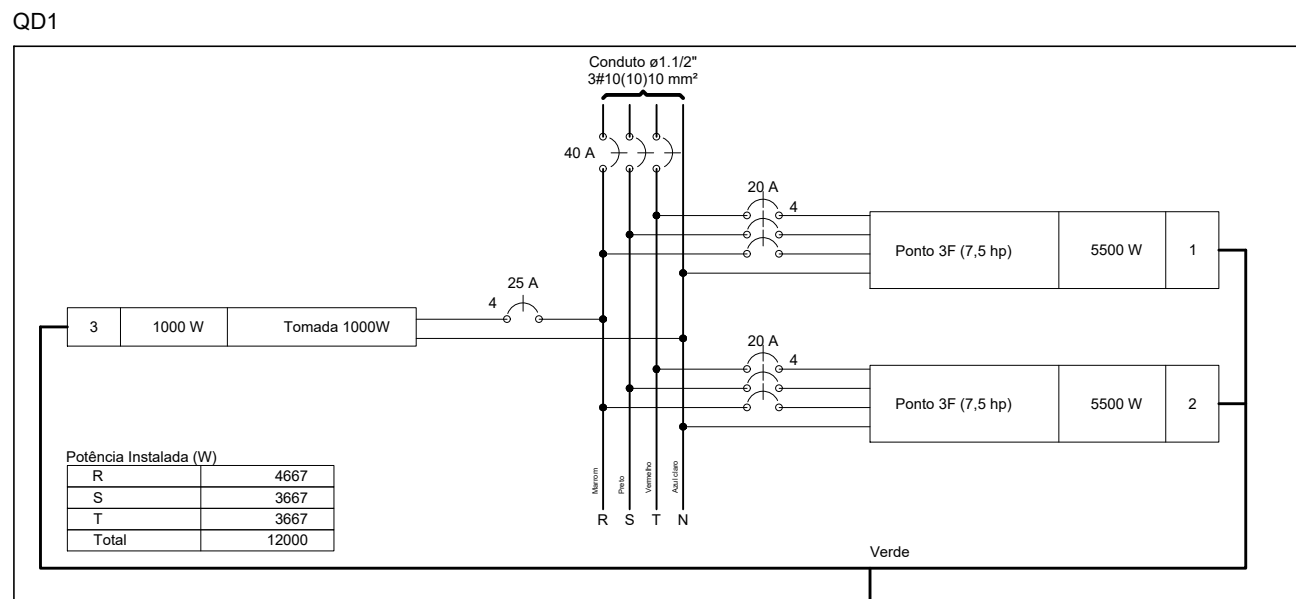 QD1
Conduto ø1.1/2"
3#10(10)10 mm²
40 A
20 A
4
Ponto 3F (7,5 hp) 5500 W 1
25 A
4
3 1000 W Tomada 1000W
20 A
4
Ponto 3F (7,5 hp) 5500 W 2
Potência Instalada (W)
R 4667
S 3667
T 3667
Total 12000
Marrom
Preto
Vermelho
Azul claro
R S T N
Verde